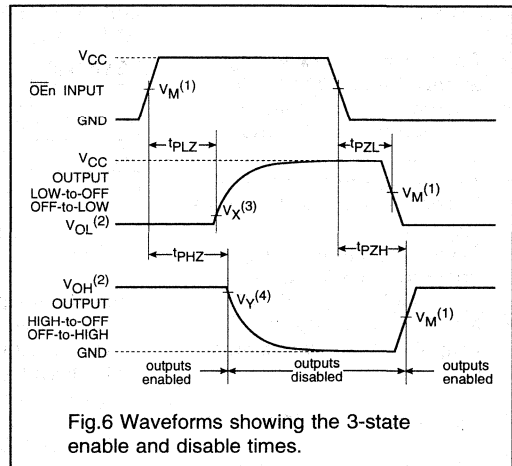 VCC
OEn INPUT
VM(1)
GND
tPLZ
tPZL
VCC
OUTPUT
LOW-to-OFF
OFF-to-LOW
VM(1)
VX(3)
VOL(2)
tPHZ
tPZH
VOH(2)
OUTPUT
VY(4)
HIGH-to-OFF
OFF-to-HIGH
VM(1)
GND
outputs
enabled
outputs
disabled
outputs
enabled
Fig.6 Waveforms showing the 3-state
enable and disable times.